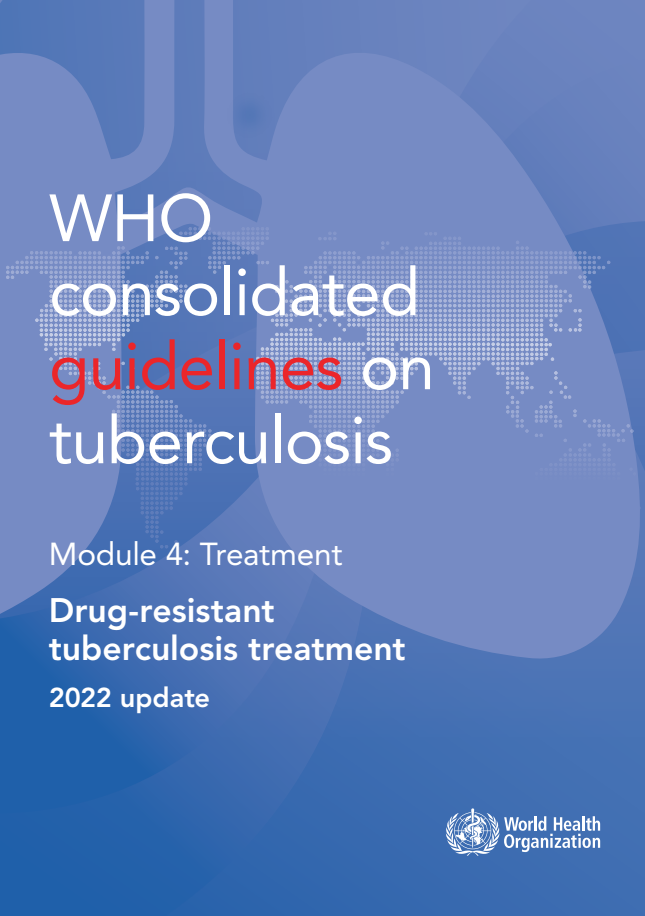 WHO
consolidated
guidelines on
tuberculosis
Module 4: Treatment
Drug-resistant
tuberculosis treatment
2022 update
World Health
Organization